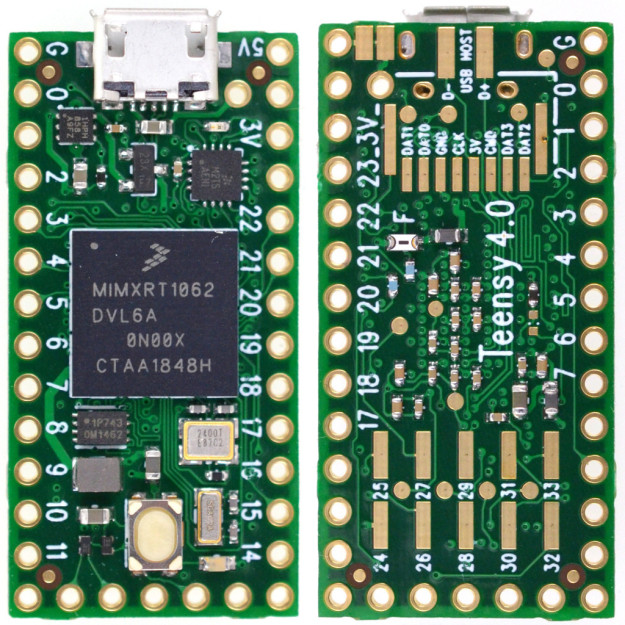 G
5V
0
3V
2
3
22
4
21
5
20
6
19
7
18
8
17
9
16
10
15
11
14
MIMXRT1062
DVL6A
0N00X
CTAA1848H
1P743
0M1462
24007
G
USB HOST
D-
D+
0
1
2
3
4
5
6
7
3V
23
22
21
20
19
18
17
DAT1
DAT0
GND
CLK
3V
CMD
DAT3
DAT2
F
Teensy 4.0
25
27
29
31
33
24
26
28
30
32